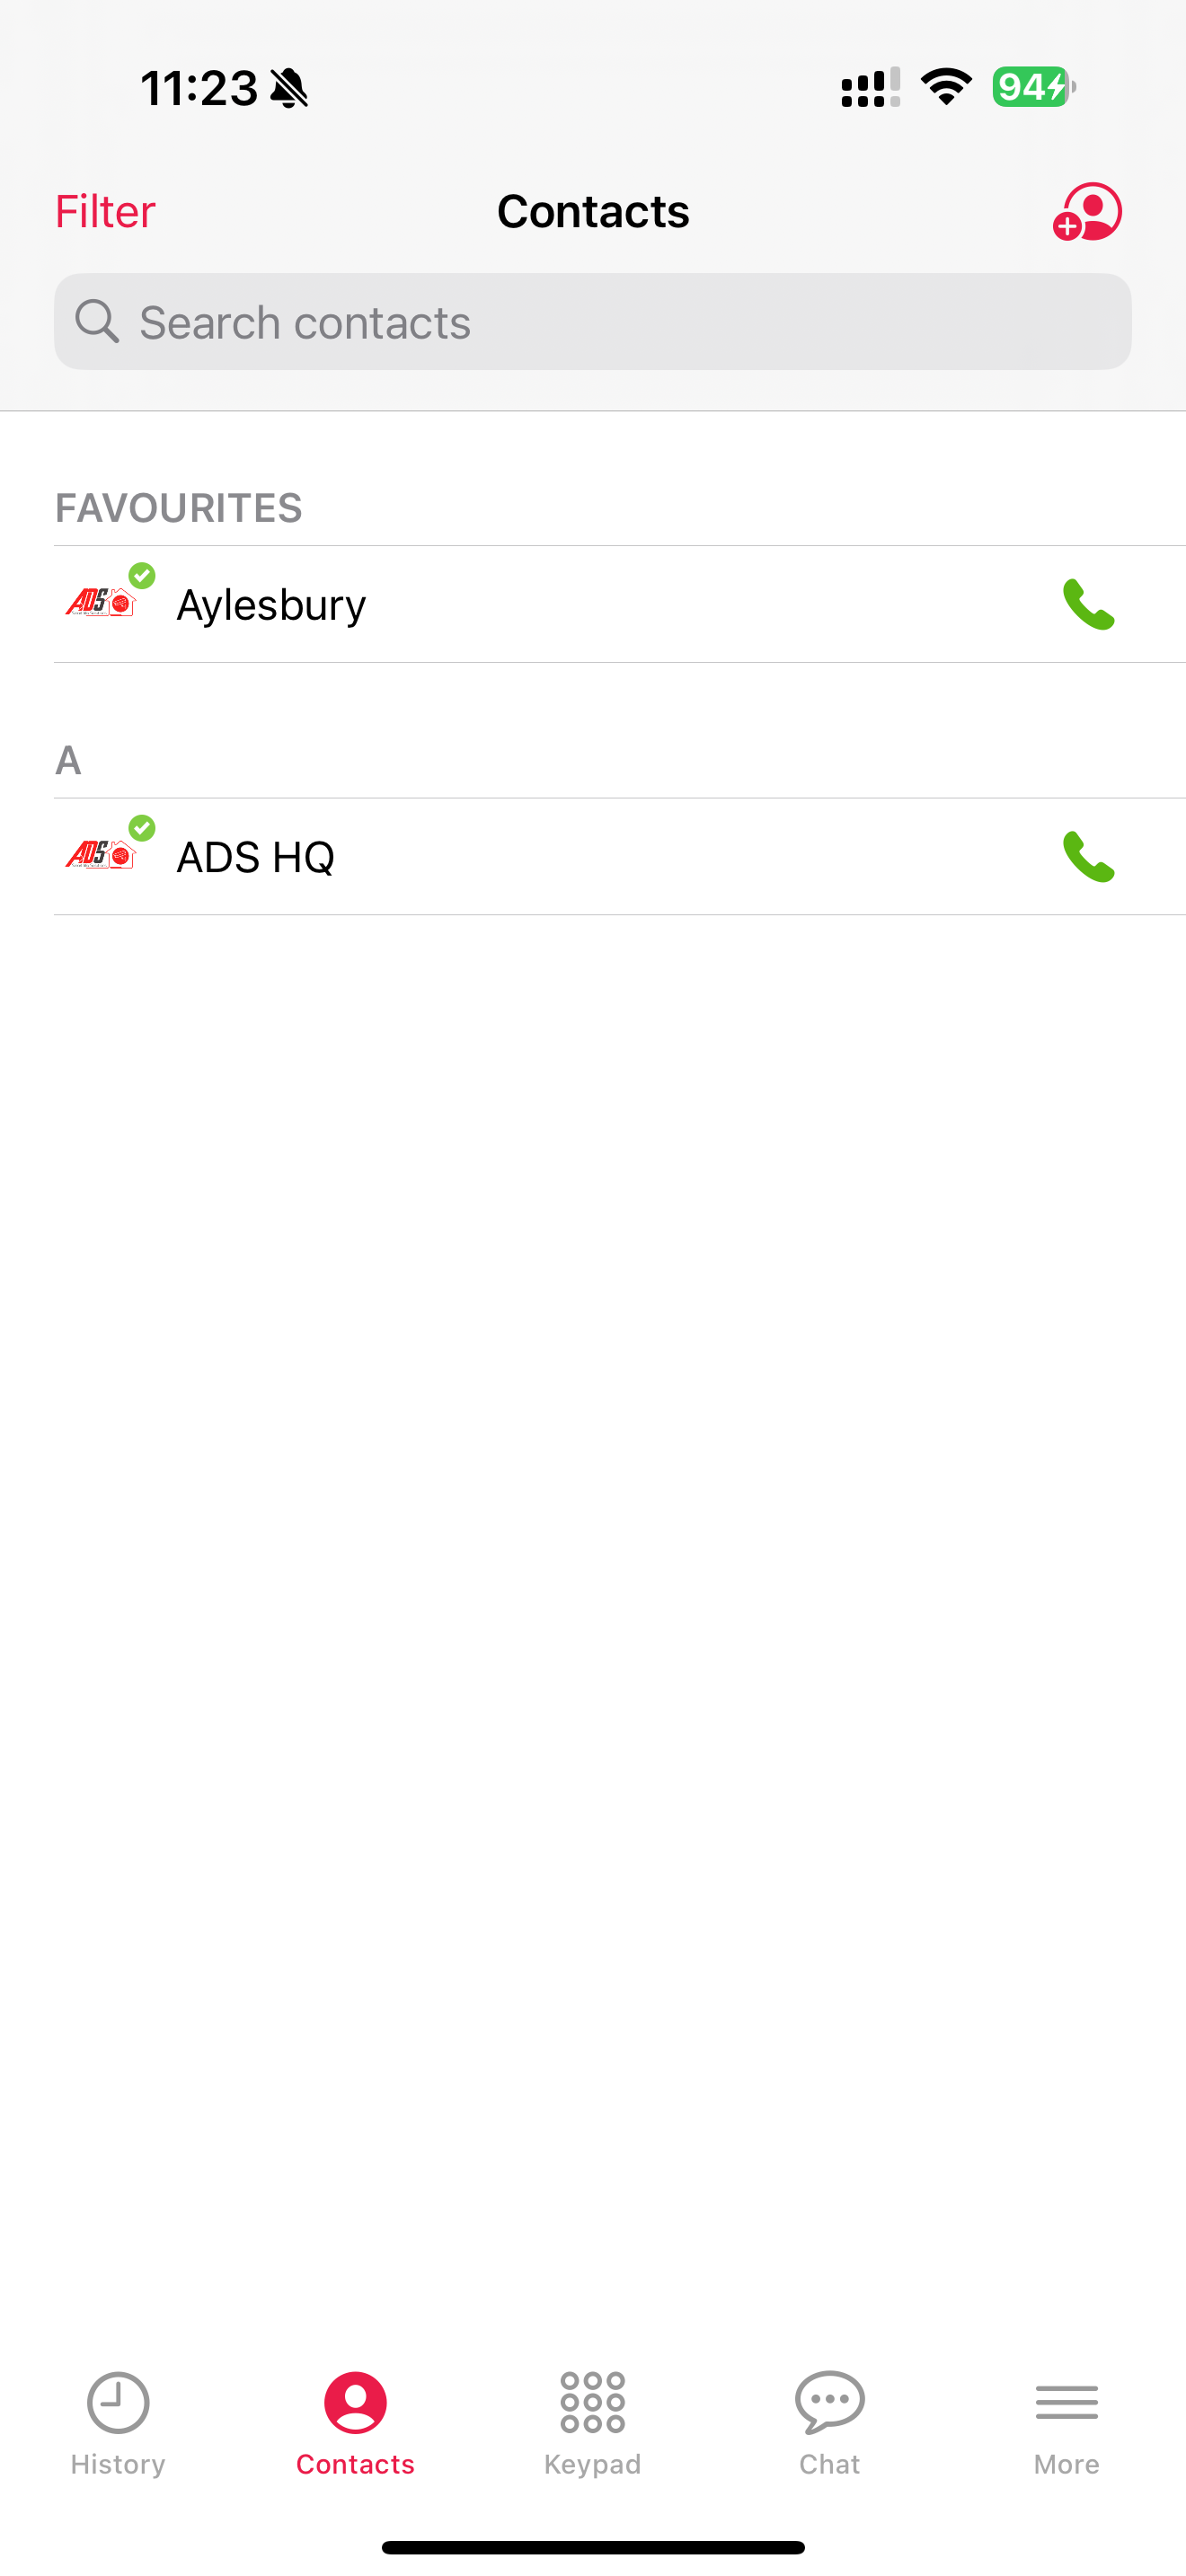 11:23
94
Filter
Contacts
Search contacts
FAVOURITES
ADS
Aylesbury
A
ADS
ADS HQ
History
Contacts
Keypad
Chat
More